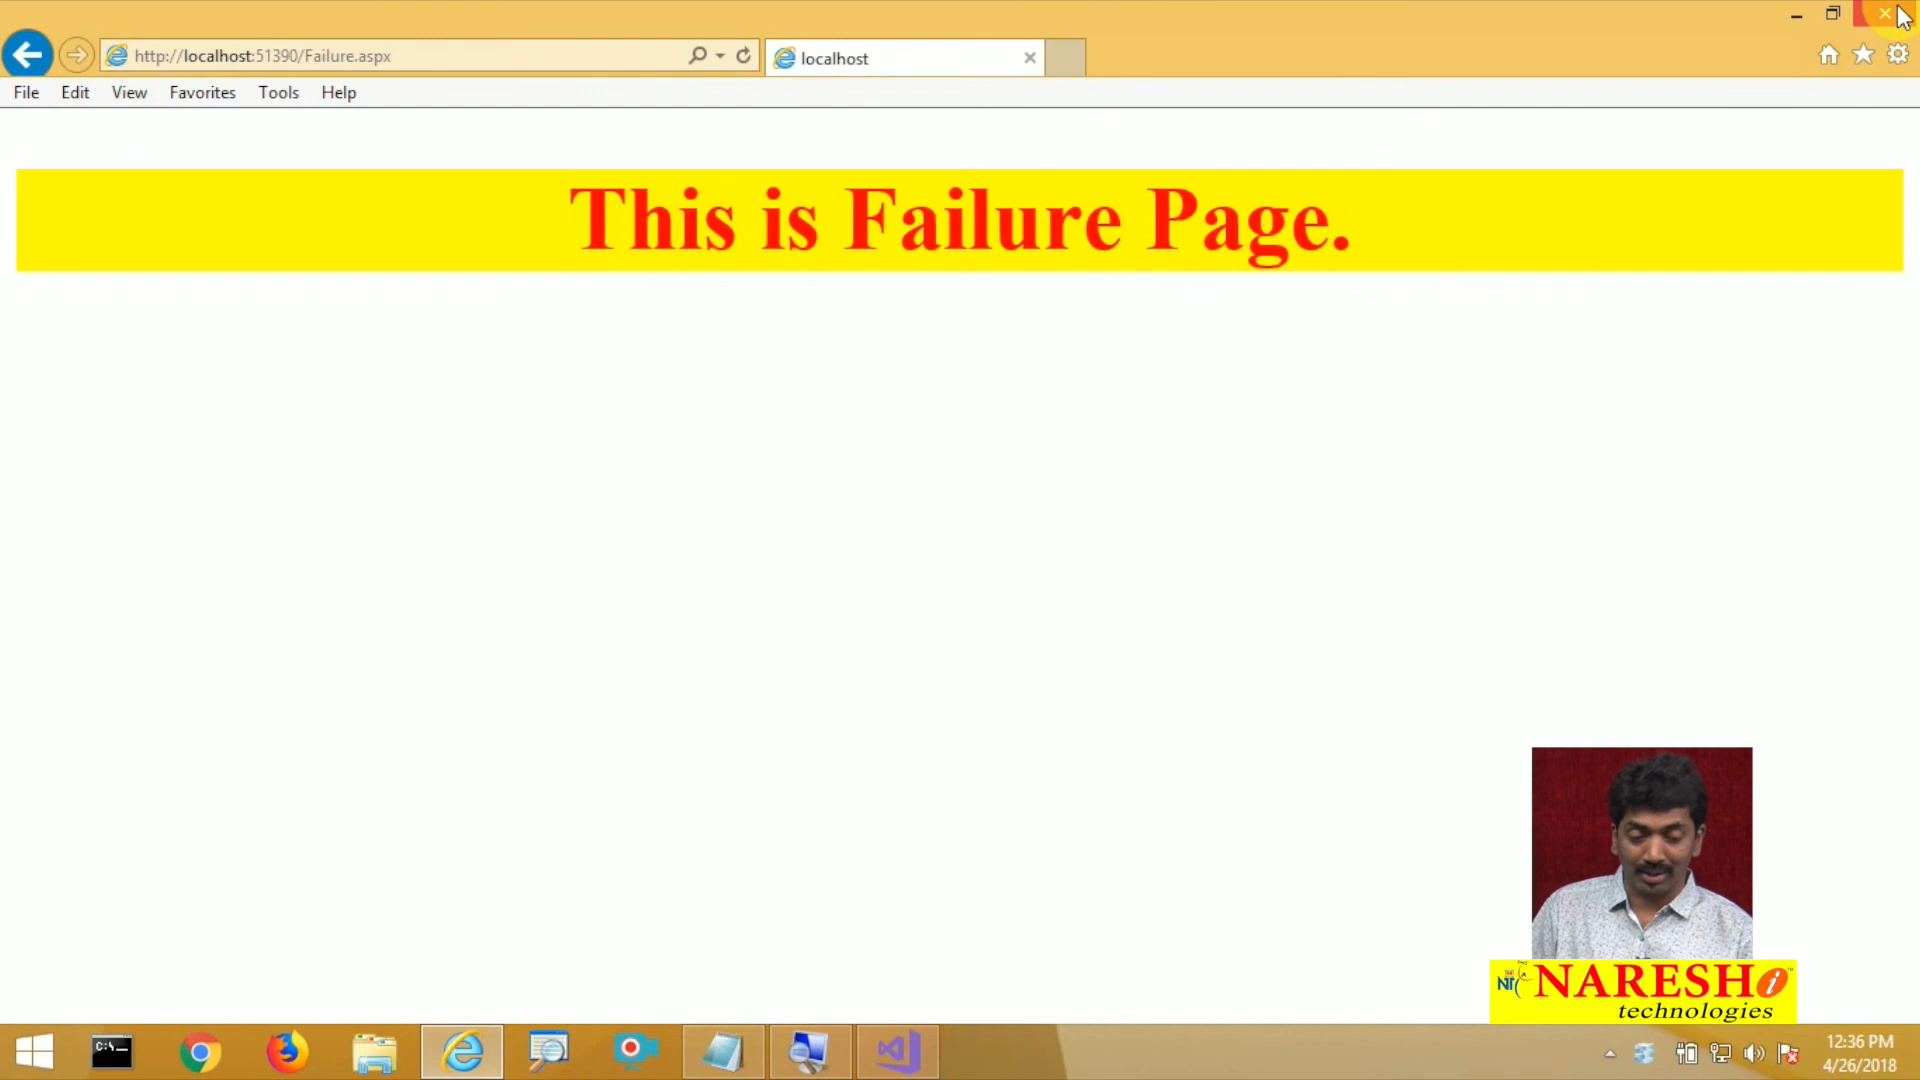 http://localhost:51390/Failure.aspx
localhost
File Edit View Favorites Tools Help
This is Failure Page.
NARESHi
technologies
C:\_
12:36 PM
4/26/2018